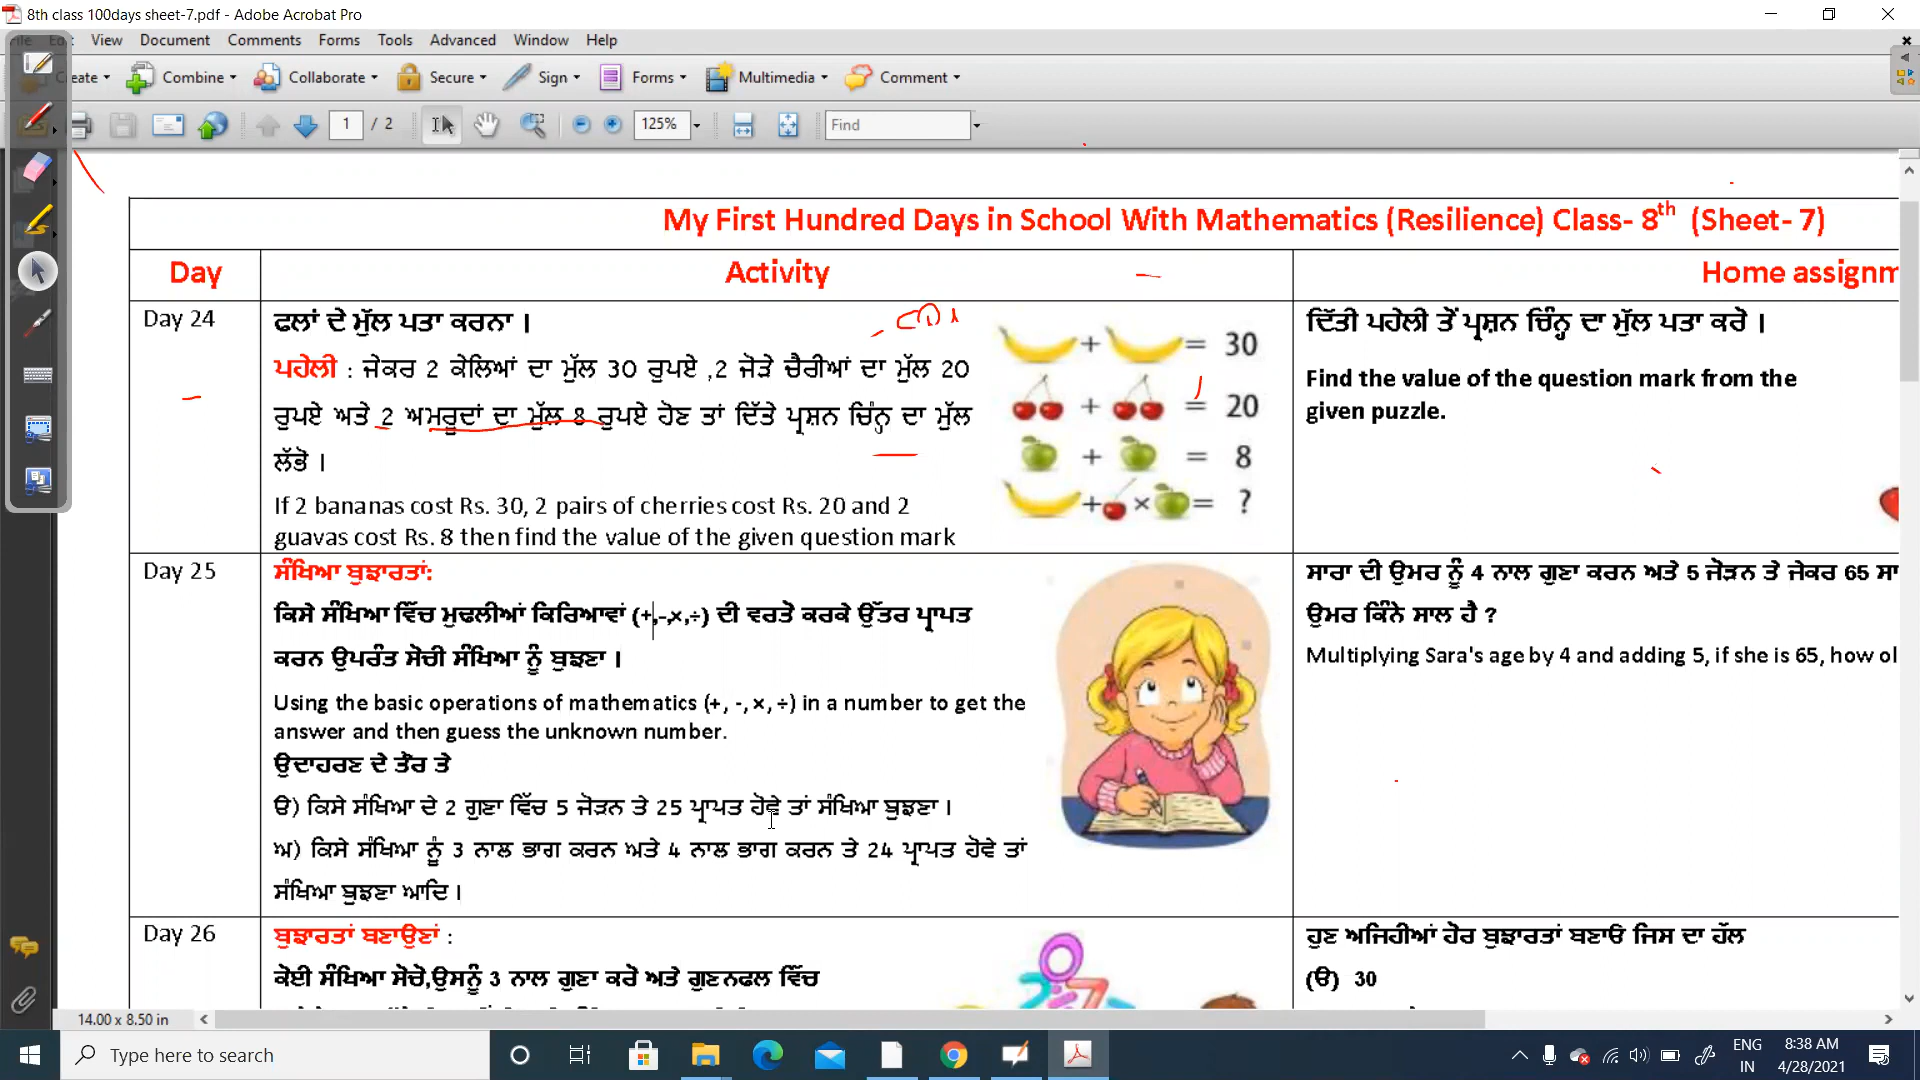 8th class 100days sheet-7.pdf - Adobe Acrobat Pro
View Document Comments Forms Tools Advanced Window Help
Create Combine Collaborate Secure Sign Forms Multimedia Comment
1 / 2 125% Find
My First Hundred Days in School With Mathematics (Resilience) Class- 8th (Sheet- 7)
Day Activity Home assignm
Day 24
ਫਲਾਂ ਦੇ ਮੁੱਲ ਪਤਾ ਕਰਨਾ ।
ਪਹੇਲੀ : ਜੇਕਰ 2 ਕੇਲਿਆਂ ਦਾ ਮੁੱਲ 30 ਰੁਪਏ ,2 ਜੋੜੇ ਚੈਰੀਆਂ ਦਾ ਮੁੱਲ 20
ਰੁਪਏ ਅਤੇ 2 ਅਮਰੂਦਾਂ ਦਾ ਮੁੱਲ 8 ਰੁਪਏ ਹੋਣ ਤਾਂ ਦਿੱਤੇ ਪ੍ਰਸ਼ਨ ਚਿੰਨ੍ਹ ਦਾ ਮੁੱਲ
ਲੱਭੋ ।
If 2 bananas cost Rs. 30, 2 pairs of cherries cost Rs. 20 and 2
guavas cost Rs. 8 then find the value of the given question mark
+ = 30
+ = 20
+ = 8
+ × = ?
ਦਿੱਤੀ ਪਹੇਲੀ ਤੋਂ ਪ੍ਰਸ਼ਨ ਚਿੰਨ੍ਹ ਦਾ ਮੁੱਲ ਪਤਾ ਕਰੋ ।
Find the value of the question mark from the
given puzzle.
Day 25
ਸੰਖਿਆ ਬੁਝਾਰਤਾਂ:
ਕਿਸੇ ਸੰਖਿਆ ਵਿੱਚ ਮੁਢਲੀਆਂ ਕਿਰਿਆਵਾਂ (+,-,×,÷) ਦੀ ਵਰਤੋਂ ਕਰਕੇ ਉੱਤਰ ਪ੍ਰਾਪਤ
ਕਰਨ ਉਪਰੰਤ ਸੋਚੀ ਸੰਖਿਆ ਨੂੰ ਬੁਝਣਾ ।
Using the basic operations of mathematics (+, -, ×, ÷) in a number to get the
answer and then guess the unknown number.
ਉਦਾਹਰਣ ਦੇ ਤੌਰ ਤੇ
ੳ) ਕਿਸੇ ਸੰਖਿਆ ਦੇ 2 ਗੁਣਾ ਵਿੱਚ 5 ਜੋੜਨ ਤੇ 25 ਪ੍ਰਾਪਤ ਹੋਵੇ ਤਾਂ ਸੰਖਿਆ ਬੁਝਣਾ ।
ਅ) ਕਿਸੇ ਸੰਖਿਆ ਨੂੰ 3 ਨਾਲ ਭਾਗ ਕਰਨ ਅਤੇ 4 ਨਾਲ ਭਾਗ ਕਰਨ ਤੇ 24 ਪ੍ਰਾਪਤ ਹੋਵੇ ਤਾਂ
ਸੰਖਿਆ ਬੁਝਣਾ ਆਦਿ ।
ਸਾਰਾ ਦੀ ਉਮਰ ਨੂੰ 4 ਨਾਲ ਗੁਣਾ ਕਰਨ ਅਤੇ 5 ਜੋੜਨ ਤੇ ਜੇਕਰ 65 ਸਾ
ਉਮਰ ਕਿੰਨੇ ਸਾਲ ਹੈ ?
Multiplying Sara's age by 4 and adding 5, if she is 65, how ol
Day 26
ਬੁਝਾਰਤਾਂ ਬਣਾਉਣਾਂ :
ਕੋਈ ਸੰਖਿਆ ਸੋਚੋ,ਉਸਨੂੰ 3 ਨਾਲ ਗੁਣਾ ਕਰੋ ਅਤੇ ਗੁਣਨਫਲ ਵਿੱਚ
ਹੁਣ ਅਜਿਹੀਆਂ ਹੋਰ ਬੁਝਾਰਤਾਂ ਬਣਾਓ ਜਿਸ ਦਾ ਹੱਲ
(ੳ) 30
14.00 x 8.50 in
Type here to search
ENG
IN
8:38 AM
4/28/2021